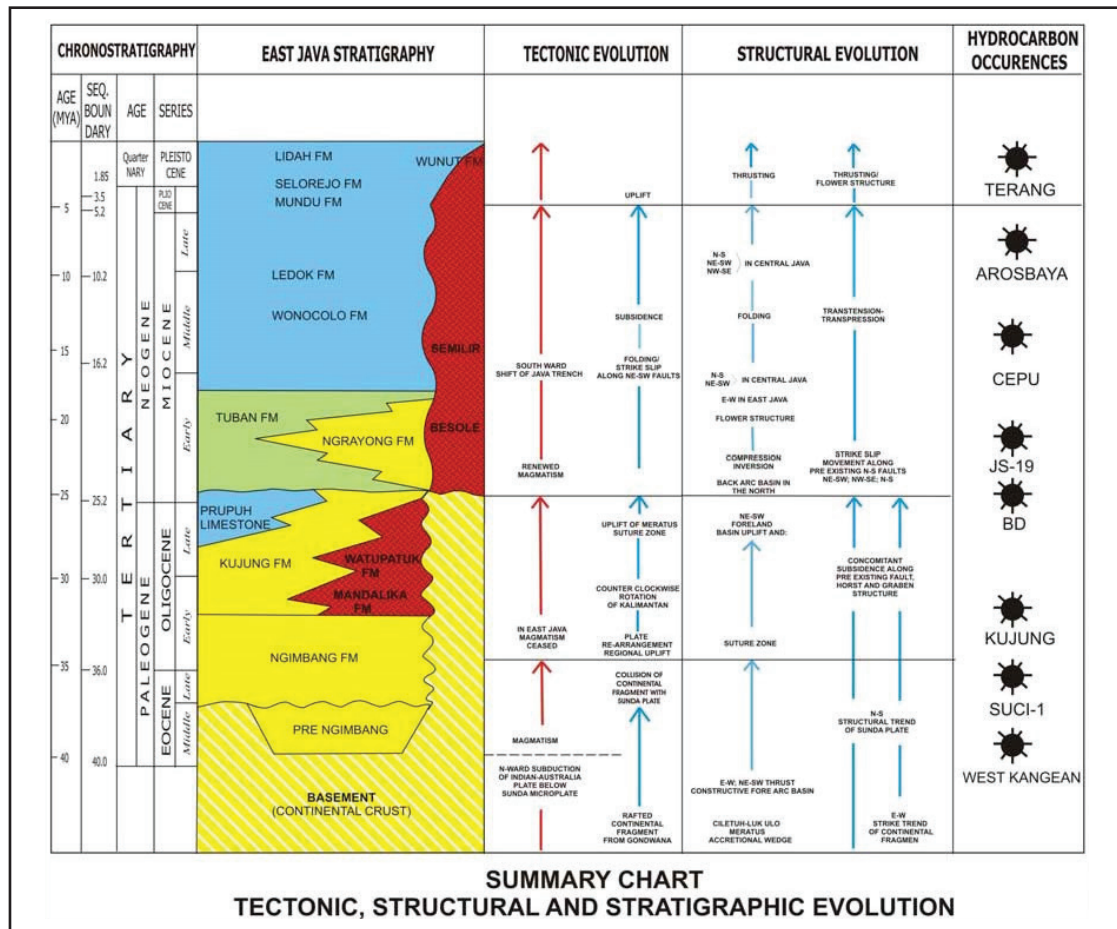 CHRONOSTRATIGRAPHY
EAST JAVA STRATIGRAPHY
TECTONIC EVOLUTION
STRUCTURAL EVOLUTION
HYDROCARBON
OCCURENCES
AGE
(MYA)
SEQ.
BOUN
DARY
AGE
SERIES
5
10
15
20
25
30
35
40
1.85
3.5
5.2
10.2
16.2
25.2
30.0
36.0
40.0
Quarter
NARY
TERTIARY
NEOGENE
PALEOGENE
PLEISTO
CENE
PLIO
CENE
MIOCENE
Late
Middle
Early
OLIGOCENE
Late
Early
EOCENE
Late
Middle
LIDAH FM
WUNUT FM
SELOREJO FM
MUNDU FM
LEDOK FM
WONOCOLO FM
SEMILIR
TUBAN FM
BESOLE
NGRAYONG FM
PRUPUH
LIMESTONE
KUJUNG FM
WATUPATUK
FM
MANDALIKA
FM
NGIMBANG FM
PRE NGIMBANG
BASEMENT
(CONTINENTAL CRUST)
SOUTH WARD
SHIFT OF JAVA TRENCH
RENEWED
MAGMATISM
IN EAST JAVA
MAGMATISM
CEASED
MAGMATISM
N-WARD SUBDUCTION
OF INDIAN-AUSTRALIA
PLATE BELOW
SUNDA MICROPLATE
UPLIFT
SUBSIDENCE
FOLDING/
STRIKE SLIP
ALONG NE-SW FAULTS
UPLIFT OF MERATUS
SUTURE ZONE
COUNTER CLOCKWISE
ROTATION
OF KALIMANTAN
PLATE
RE-ARRANGEMENT
REGIONAL UPLIFT
COLLISION OF
CONTINENTAL
FRAGMENT WITH
SUNDA PLATE
RAFTED
CONTINENTAL
FRAGMENT
FROM GONDWANA
THRUSTING
N-S
NE-SW
NW-SE
IN CENTRAL JAVA
FOLDING
N-S
NE-SW
IN CENTRAL JAVA
E-W IN EAST JAVA
FLOWER STRUCTURE
COMPRESSION
INVERSION
BACK ARC BASIN IN
THE NORTH
NE-SW
FORELAND
BASIN UPLIFT AND:
SUTURE ZONE
E-W; NE-SW THRUST
CONSTRUCTIVE FORE ARC BASIN
CILETUH-LUK ULO
MERATUS
ACCRETIONAL WEDGE
THRUSTING/
FLOWER STRUCTURE
TRANSTENSION-
TRANSPRESSION
STRIKE SLIP
MOVEMENT ALONG
PRE EXISTING N-S FAULTS
NE-SW; NW-SE; N-S
CONCOMITANT
SUBSIDENCE ALONG
PRE EXISTING FAULT,
HORST AND GRABEN
STRUCTURE
N-S
STRUCTURAL TREND
OF SUNDA PLATE
E-W
STRIKE TREND
OF CONTINENTAL
FRAGMEN
TERANG
AROSBAYA
CEPU
JS-19
BD
KUJUNG
SUCI-1
WEST KANGEAN
SUMMARY CHART
TECTONIC, STRUCTURAL AND STRATIGRAPHIC EVOLUTION